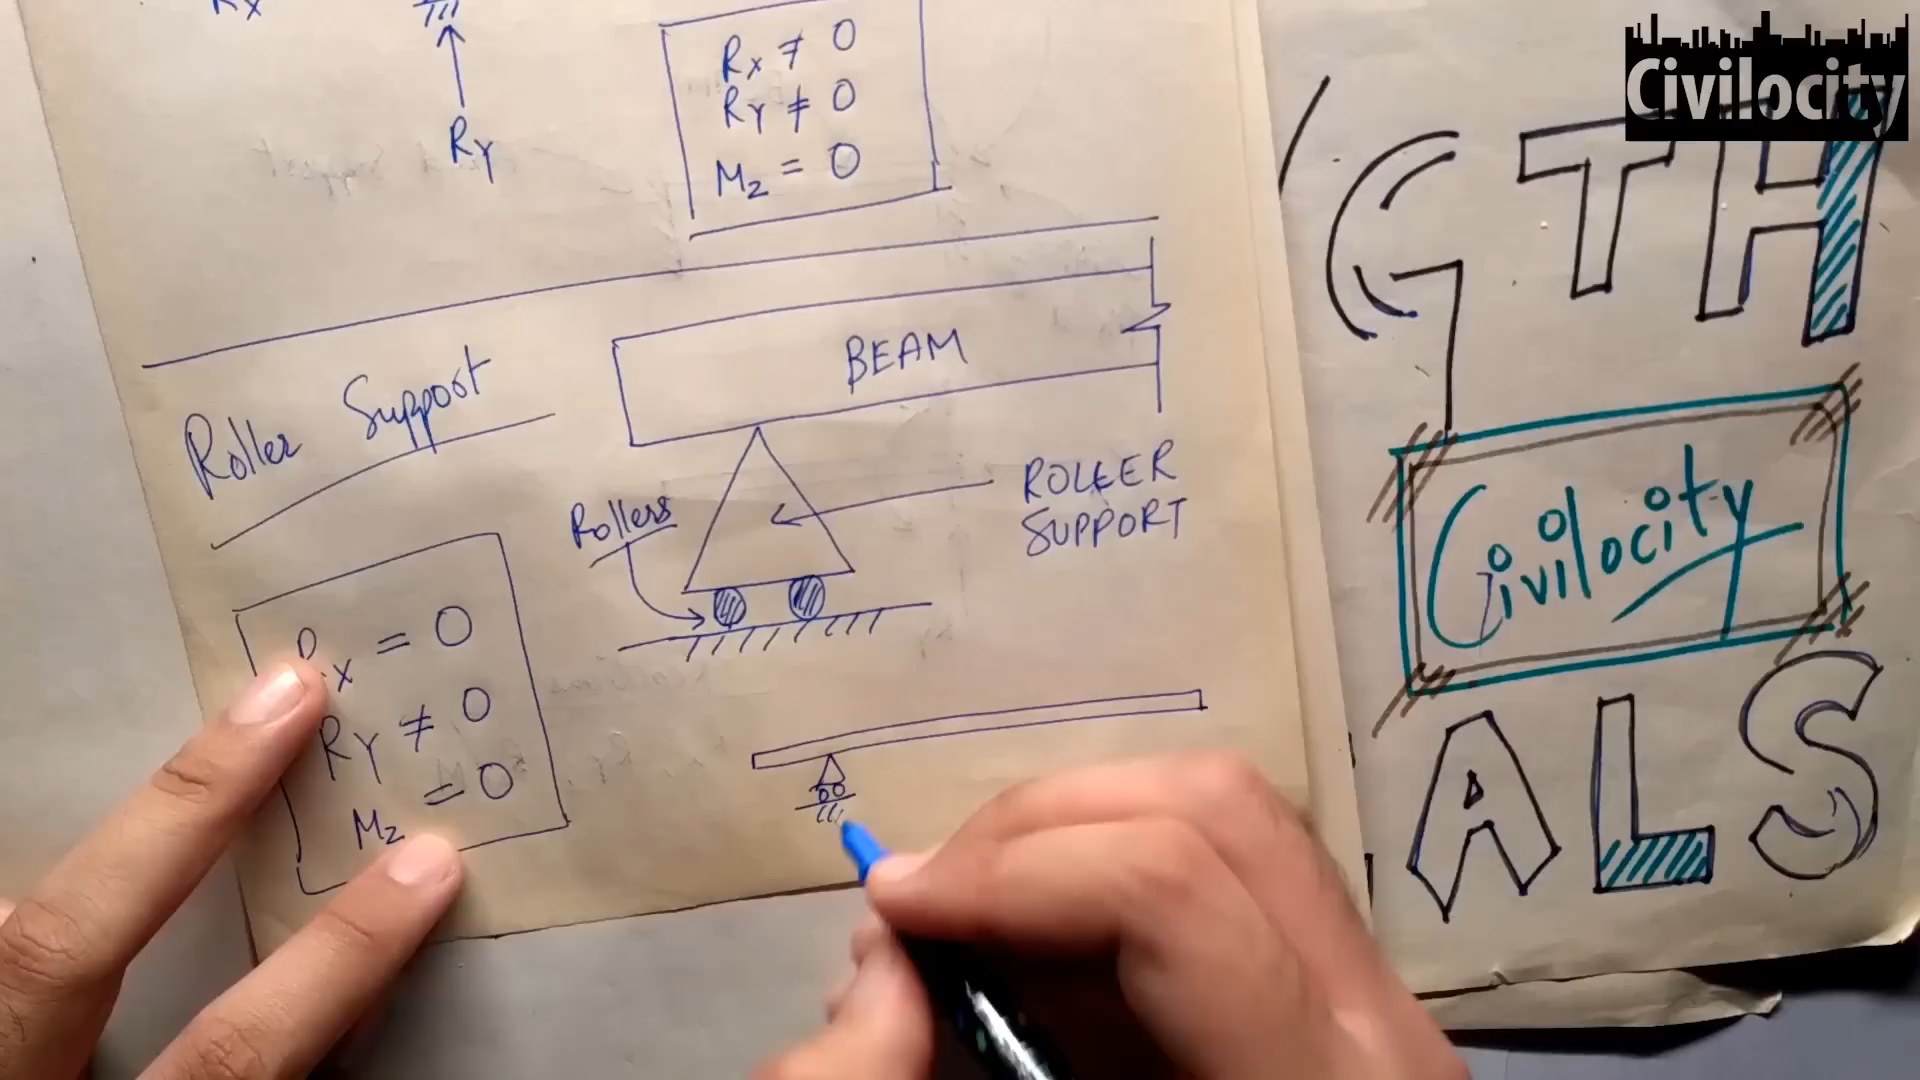 Rx
RY
Rx ≠ 0
RY ≠ 0
Mz = 0
Roller Support
BEAM
Rollers
ROLLER
SUPPORT
Rx = 0
RY ≠ 0
Mz = 0
Civilocity
GTH
Civilocity
ALS